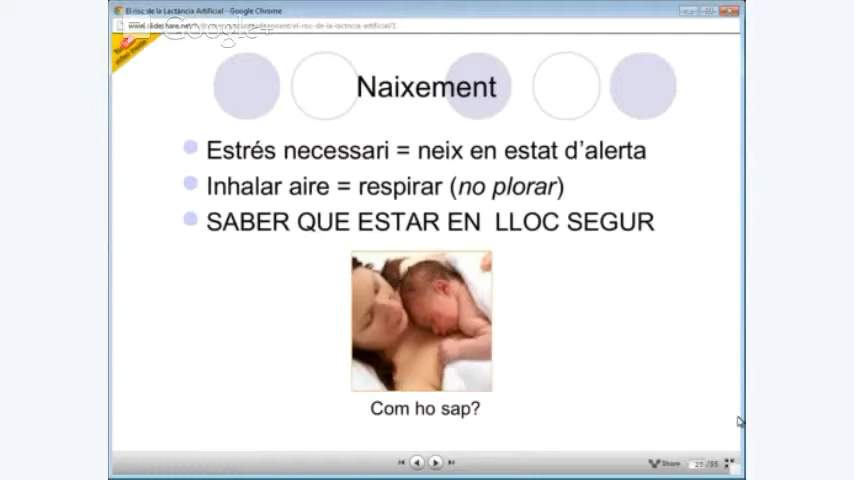 El risc de la Lactància Artificial - Google Chrome
Google+
Naixement
Estrés necessari = neix en estat d'alerta
Inhalar aire = respirar (no plorar)
SABER QUE ESTAR EN LLOC SEGUR
Com ho sap?
Share